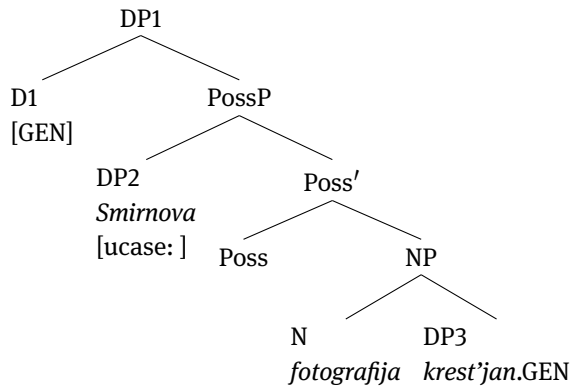 DP1
D1 PossP
[GEN]
DP2 Poss′
Smirnova
[ucase: ] Poss NP
N DP3
fotografija krest'jan.GEN